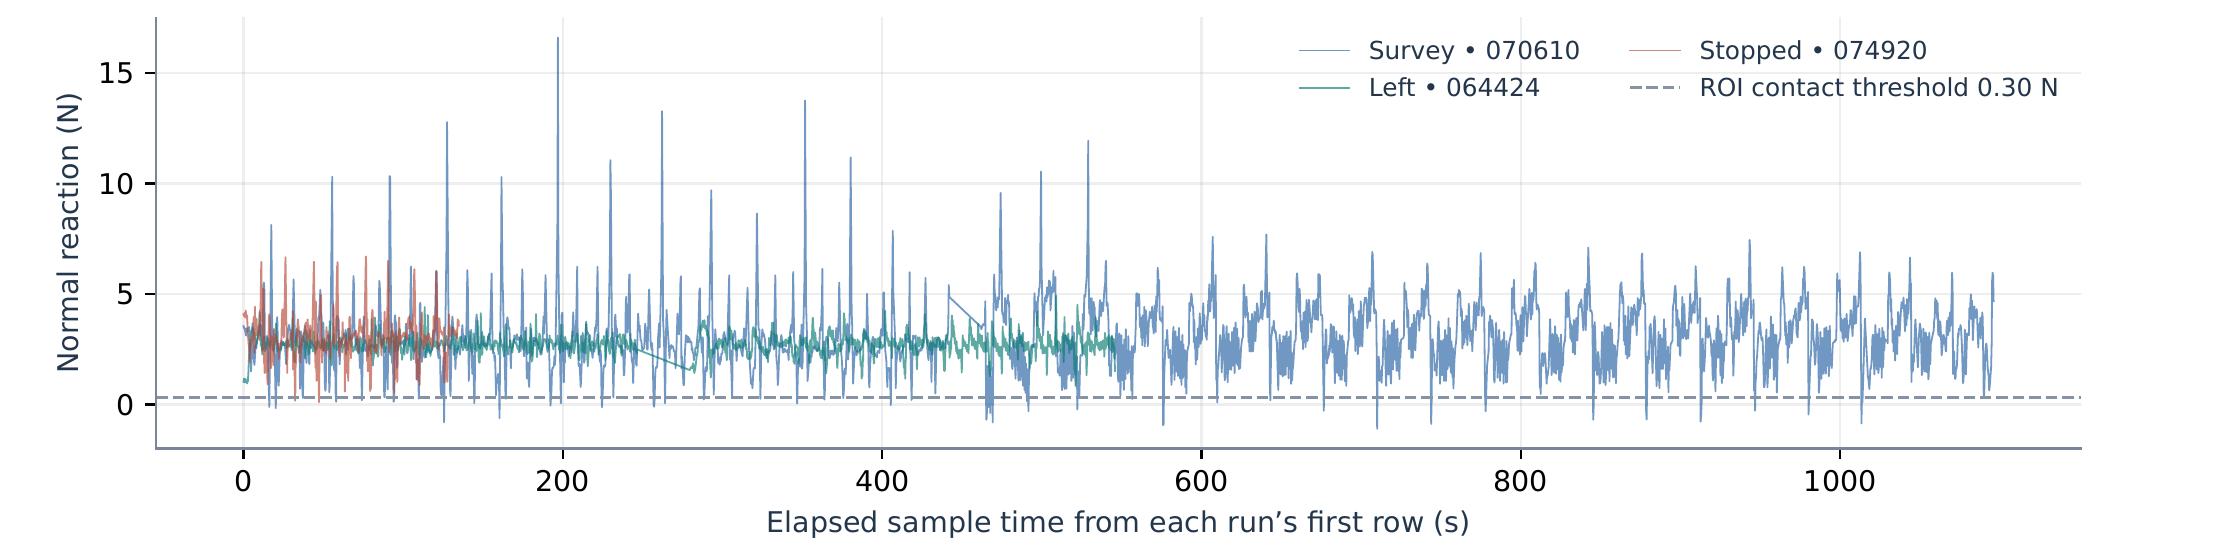 Normal reaction (N)
15
10
5
0
Survey • 070610
Left • 064424
Stopped • 074920
ROI contact threshold 0.30 N
0
200
400
600
800
1000
Elapsed sample time from each run’s first row (s)